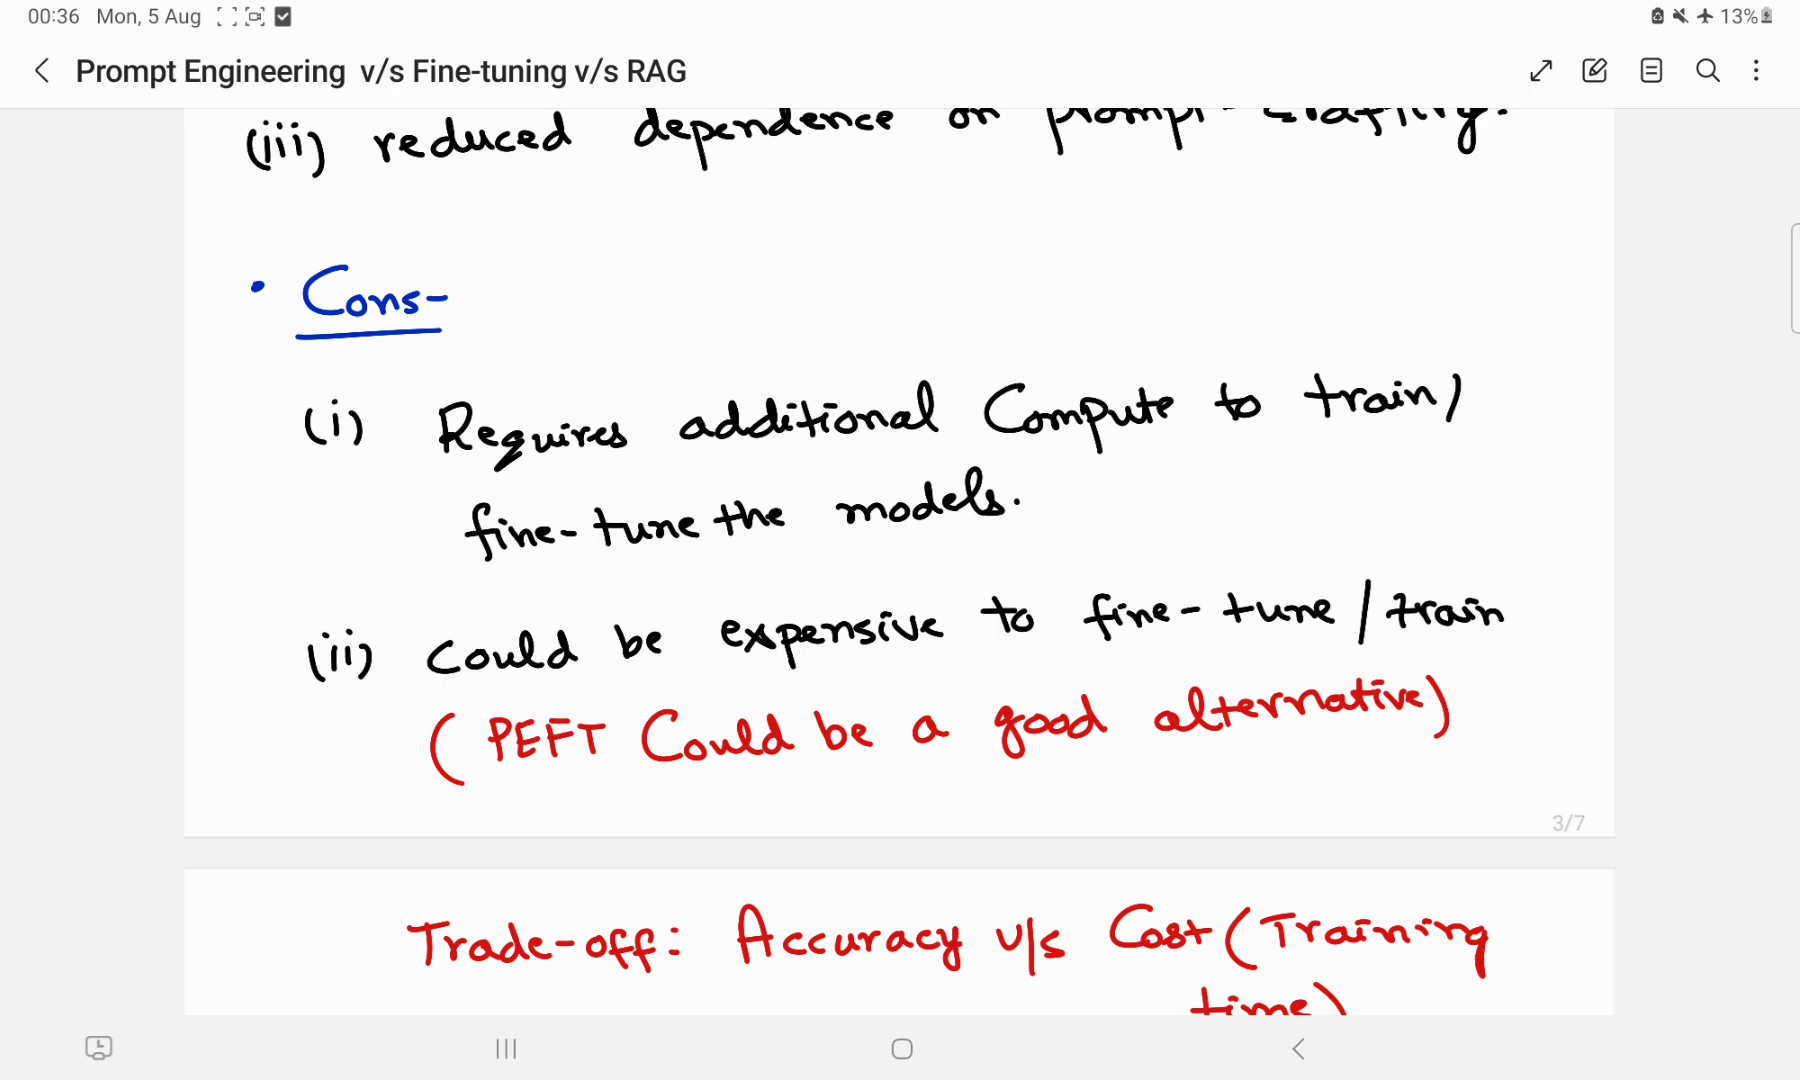 00:36 Mon, 5 Aug
13%
Prompt Engineering v/s Fine-tuning v/s RAG
(iii) reduced dependence on prompt-
• Cons-
(i) Requires additional Compute to train/
fine-tune the models.
(ii) Could be expensive to fine-tune / train
(PEFT Could be a good alternative)
3/7
Trade-off: Accuracy v/s Cost (Training
time)